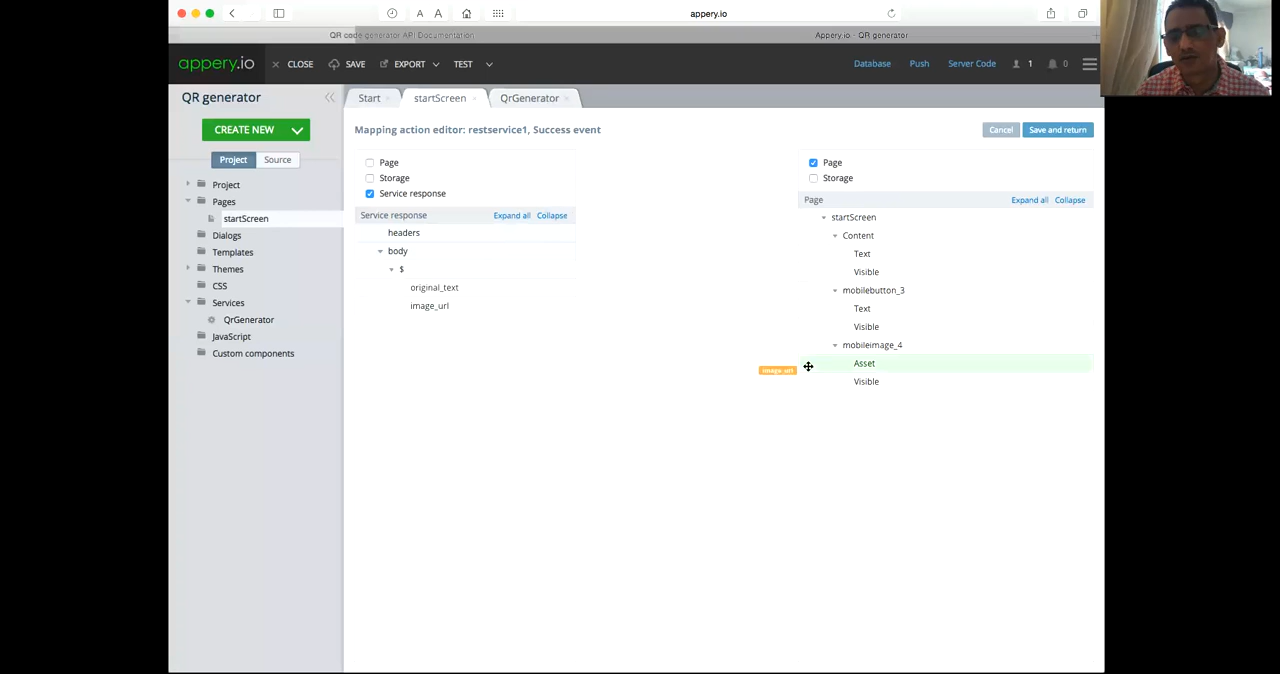 appery.io
QR code generator API Documentation
Appery.io - QR generator
appery.io
CLOSE
SAVE
EXPORT
TEST
Database
Push
Server Code
1
0
QR generator
Start
startScreen
QrGenerator
CREATE NEW
Project
Source
Project
Pages
startScreen
Dialogs
Templates
Themes
CSS
Services
QrGenerator
JavaScript
Custom components
Mapping action editor: restservice1, Success event
Cancel
Save and return
Page
Storage
Service response
Service response
Expand all
Collapse
headers
body
$
original_text
image_url
image_url
Page
Storage
Page
Expand all
Collapse
startScreen
Content
Text
Visible
mobilebutton_3
Text
Visible
mobileimage_4
Asset
Visible